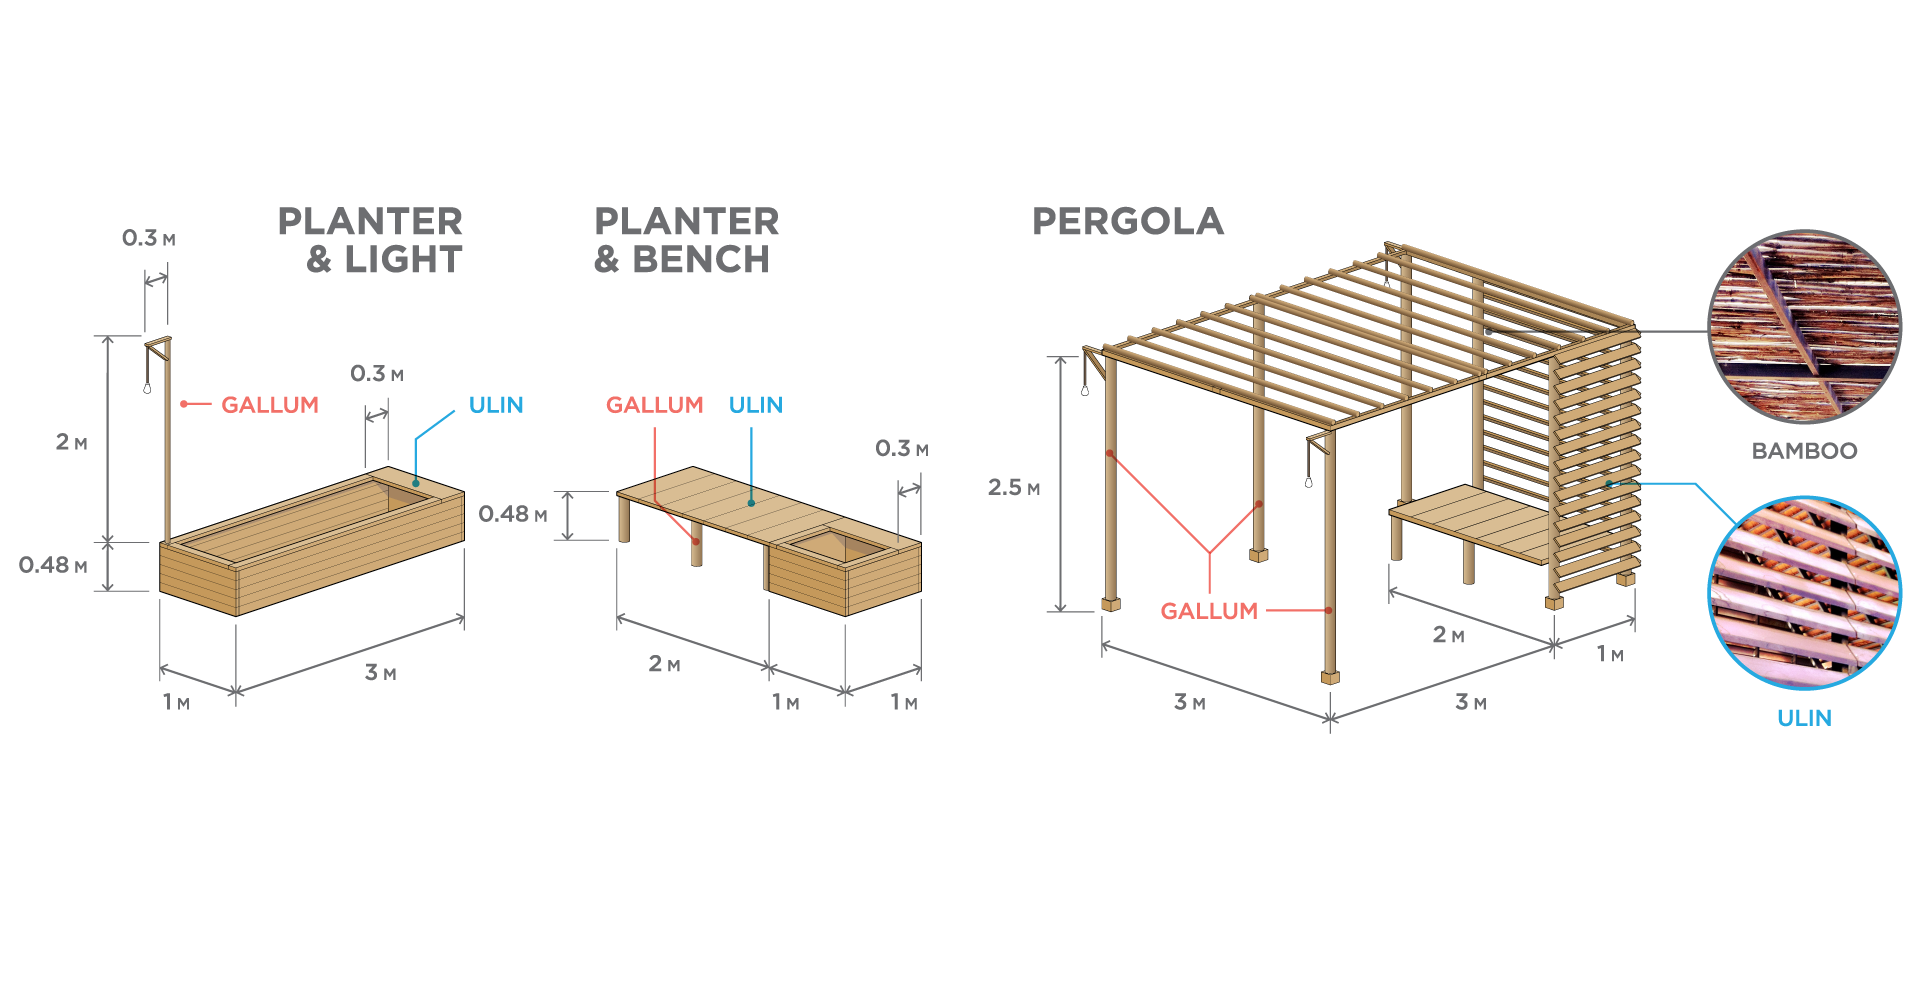 PLANTER
& LIGHT
0.3 M
0.3 M
GALLUM
ULIN
2 M
0.48 M
1 M
3 M
PLANTER
& BENCH
GALLUM
ULIN
0.3 M
0.48 M
2 M
1 M
1 M
PERGOLA
2.5 M
GALLUM
3 M
3 M
2 M
1 M
BAMBOO
ULIN